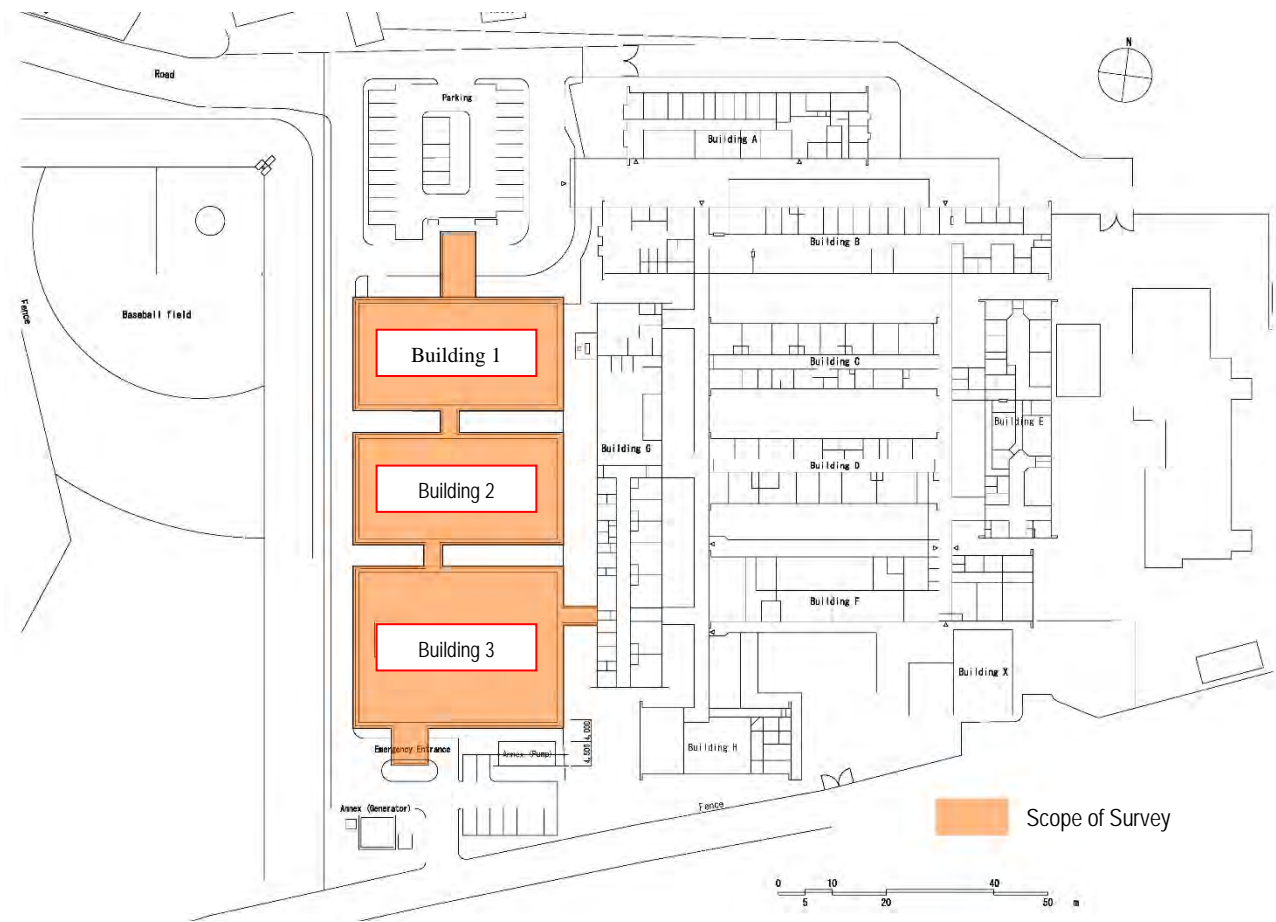 N
Road
Parking
Building A
Building B
Baseball field
Fence
Building 1
Building C
Building E
Building 2
Building G
Building D
Building 3
Building F
Building X
Emergency Entrance
Annex (Pump)
4,500
4,000
Building H
Annex (Generator)
Fence
Scope of Survey
0 10 40
5 20 50 m